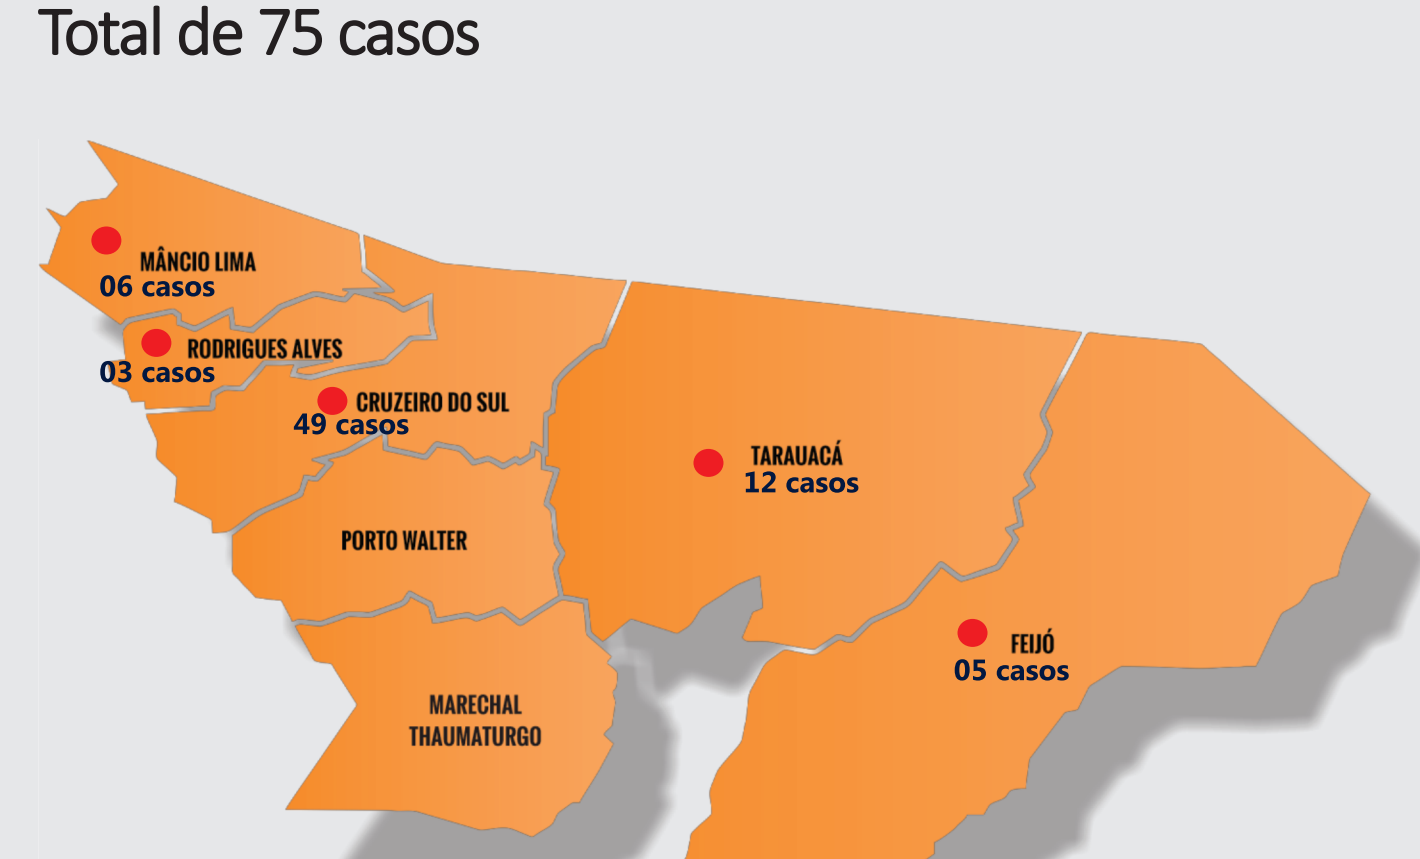 Total de 75 casos
MÂNCIO LIMA
06 casos
RODRIGUES ALVES
03 casos
CRUZEIRO DO SUL
49 casos
TARAUACÁ
12 casos
PORTO WALTER
FEIJÓ
05 casos
MARECHAL
THAUMATURGO